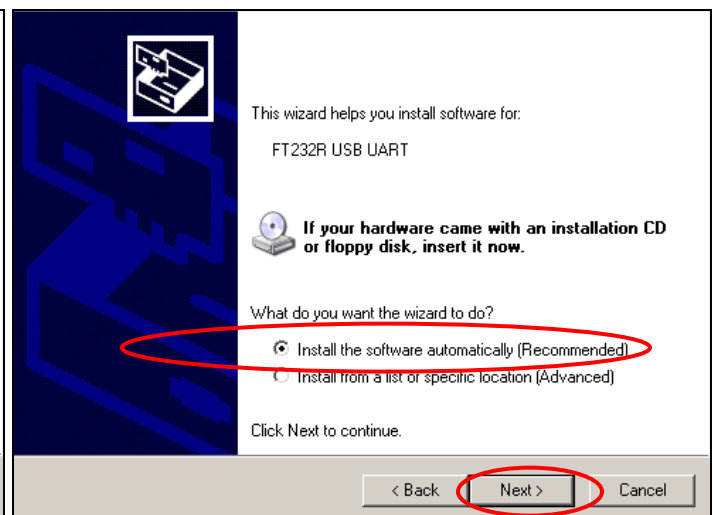 This wizard helps you install software for:
FT232R USB UART
If your hardware came with an installation CD
or floppy disk, insert it now.
What do you want the wizard to do?
Install the software automatically (Recommended)
Install from a list or specific location (Advanced)
Click Next to continue.
< Back Next > Cancel